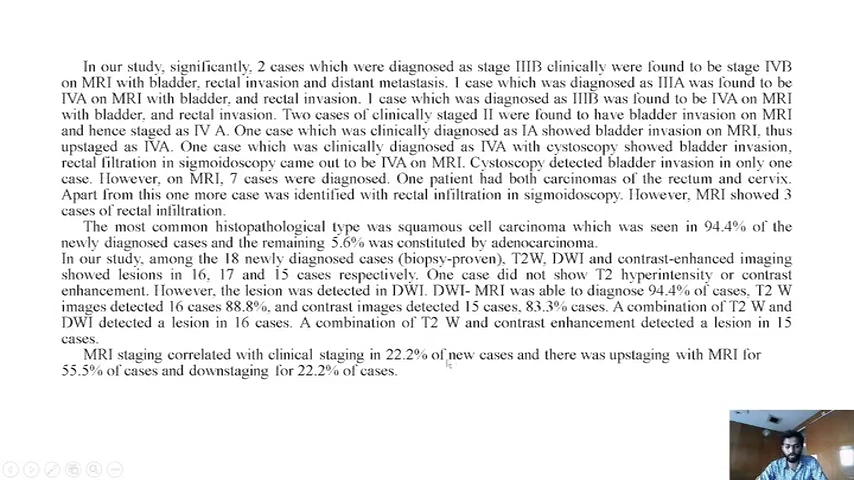 In our study, significantly, 2 cases which were diagnosed as stage IIIB clinically were found to be stage IVB
on MRI with bladder, rectal invasion and distant metastasis. 1 case which was diagnosed as IIIA was found to be
IVA on MRI with bladder, and rectal invasion. 1 case which was diagnosed as IIIB was found to be IVA on MRI
with bladder, and rectal invasion. Two cases of clinically staged II were found to have bladder invasion on MRI
and hence staged as IV A. One case which was clinically diagnosed as IA showed bladder invasion on MRI, thus
upstaged as IVA. One case which was clinically diagnosed as IVA with cystoscopy showed bladder invasion,
rectal filtration in sigmoidoscopy came out to be IVA on MRI. Cystoscopy detected bladder invasion in only one
case. However, on MRI, 7 cases were diagnosed. One patient had both carcinomas of the rectum and cervix.
Apart from this one more case was identified with rectal infiltration in sigmoidoscopy. However, MRI showed 3
cases of rectal infiltration.
The most common histopathological type was squamous cell carcinoma which was seen in 94.4% of the
newly diagnosed cases and the remaining 5.6% was constituted by adenocarcinoma.
In our study, among the 18 newly diagnosed cases (biopsy-proven), T2W, DWI and contrast-enhanced imaging
showed lesions in 16, 17 and 15 cases respectively. One case did not show T2 hyperintensity or contrast
enhancement. However, the lesion was detected in DWI. DWI- MRI was able to diagnose 94.4% of cases, T2 W
images detected 16 cases 88.8%, and contrast images detected 15 cases, 83.3% cases. A combination of T2 W and
DWI detected a lesion in 16 cases. A combination of T2 W and contrast enhancement detected a lesion in 15
cases.
MRI staging correlated with clinical staging in 22.2% of new cases and there was upstaging with MRI for
55.5% of cases and downstaging for 22.2% of cases.